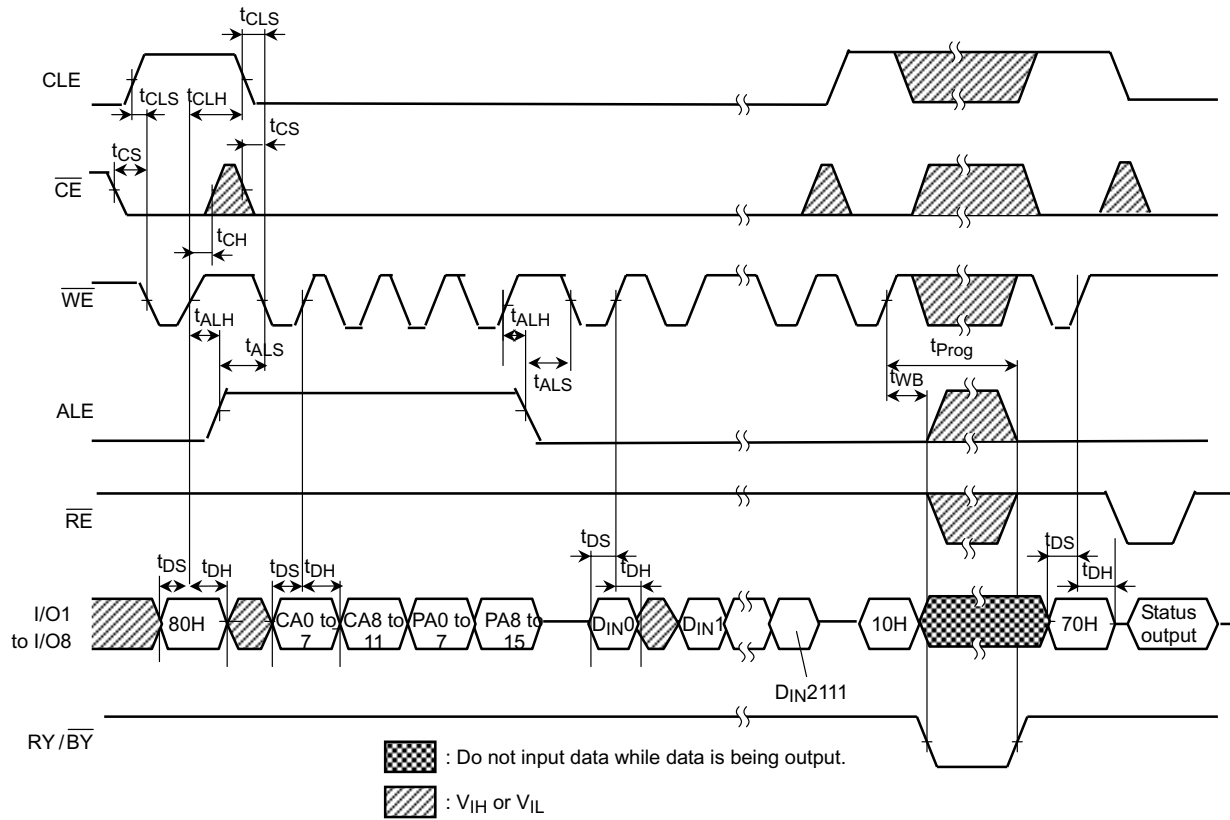 tCLS
CLE
tCLS tCLH
tCS
tCS
CE
tCH
WE
tALH tALH
tALS tALS
tProg
tWB
ALE
RE
tDS tDH tDS tDH tDS tDH tDS tDH
I/O1
to I/O8
80H
CA0 to
7
CA8 to
11
PA0 to
7
PA8 to
15
DIN0
DIN1
10H
70H
Status
output
DIN2111
RY/BY
: Do not input data while data is being output.
: VIH or VIL